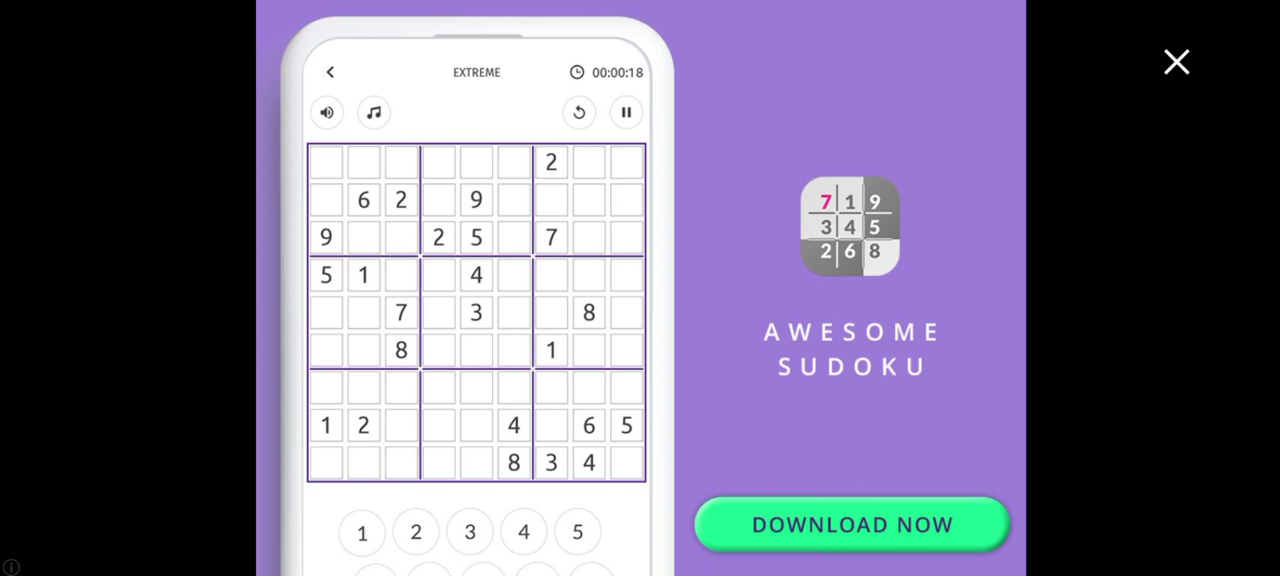 EXTREME 00:00:18
2
6 2 9
9 2 5 7
5 1 4
7 3 8
8 1
1 2 4 6 5
8 3 4
1 2 3 4 5
7 1 9
3 4 5
2 6 8
AWESOME
SUDOKU
DOWNLOAD NOW